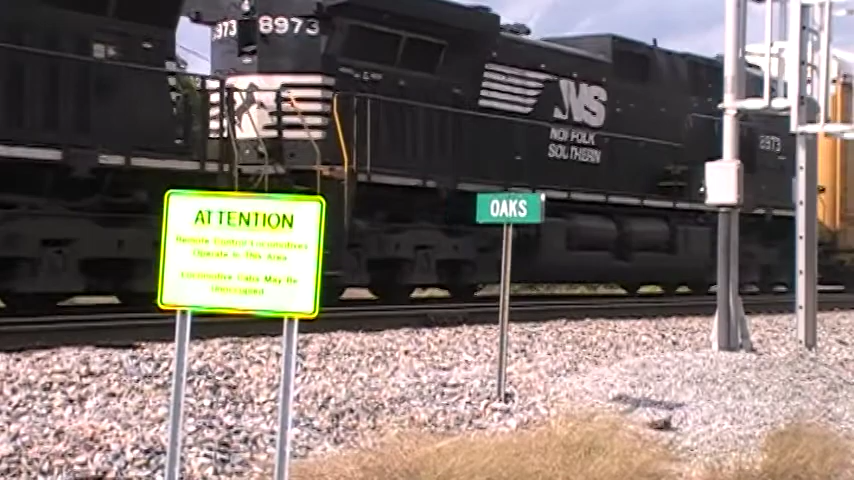 973
8973
NS
NORFOLK
SOUTHERN
8973
OAKS
ATTENTION
Remote Control Locomotives
Operate In This Area
Locomotive Cabs May Be
Unoccupied